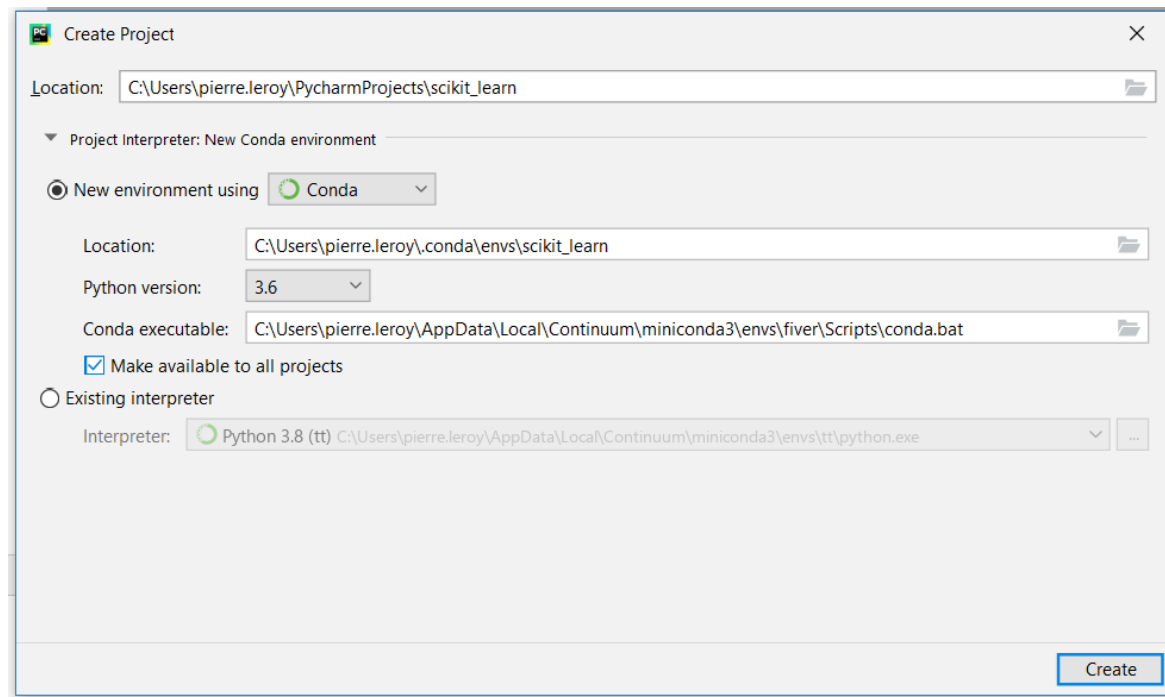 PC Create Project
Location: C:\Users\pierre.leroy\PycharmProjects\scikit_learn
Project Interpreter: New Conda environment
New environment using Conda
Location: C:\Users\pierre.leroy\.conda\envs\scikit_learn
Python version: 3.6
Conda executable: C:\Users\pierre.leroy\AppData\Local\Continuum\miniconda3\envs\fiver\Scripts\conda.bat
Make available to all projects
Existing interpreter
Interpreter: Python 3.8 (tt) C:\Users\pierre.leroy\AppData\Local\Continuum\miniconda3\envs\tt\python.exe ...
Create